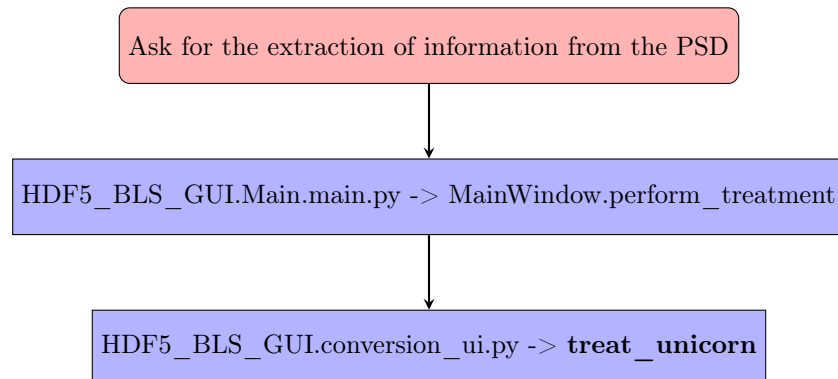 Ask for the extraction of information from the PSD
HDF5_BLS_GUI.Main.main.py -> MainWindow.perform_treatment
HDF5_BLS_GUI.conversion_ui.py -> treat_unicorn